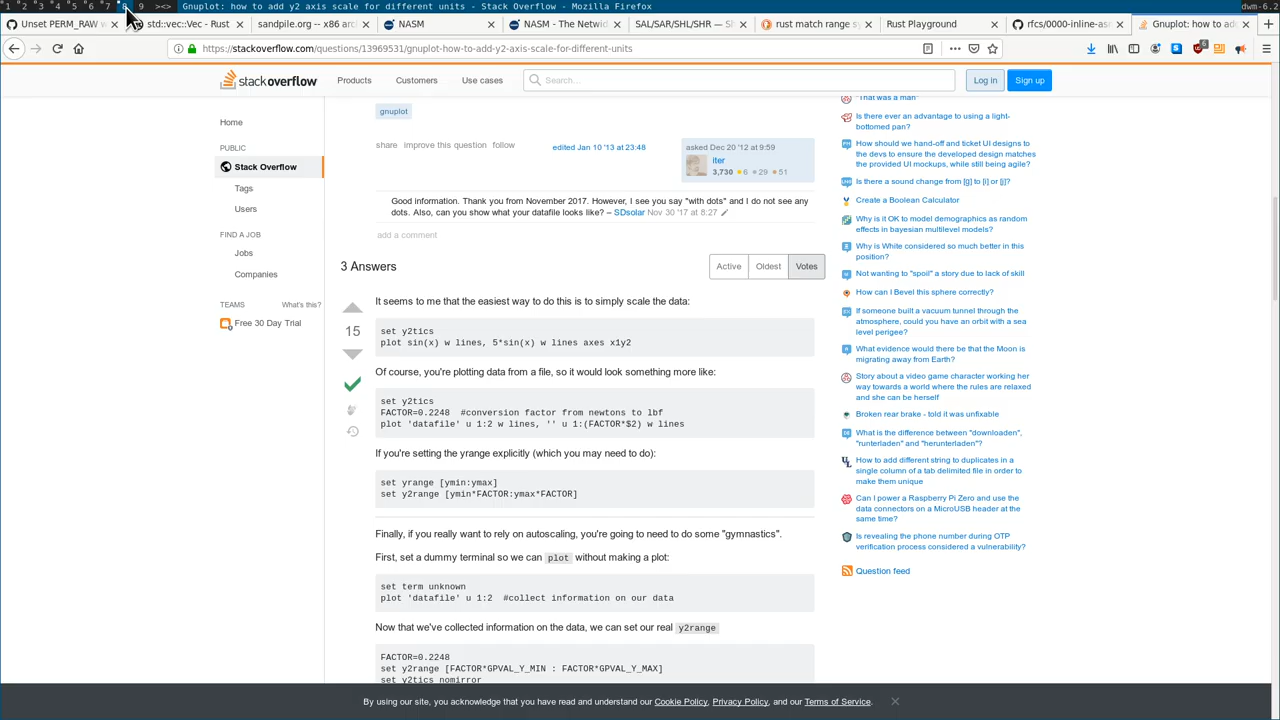 1 2 3 4 5 6 7 8 9 ><> Gnuplot: how to add y2 axis scale for different units - Stack Overflow - Mozilla Firefox dwm-6.2
Unset PERM_RAW w std::vec::Vec - Rust sandpile.org -- x86 arc NASM NASM - The Netwid SAL/SAR/SHL/SHR — S rust match range sy Rust Playground rfcs/0000-inline-asm Gnuplot: how to add
https://stackoverflow.com/questions/13969531/gnuplot-how-to-add-y2-axis-scale-for-different-units
stackoverflow Products Customers Use cases Search... Log in Sign up
Home
PUBLIC
Stack Overflow
Tags
Users
FIND A JOB
Jobs
Companies
TEAMS What's this?
Free 30 Day Trial
gnuplot
share improve this question follow
edited Jan 10 '13 at 23:48
asked Dec 20 '12 at 9:59
iter
3,730 6 29 51
Good information. Thank you from November 2017. However, I see you say "with dots" and I do not see any
dots. Also, can you show what your datafile looks like? – SDsolar Nov 30 '17 at 8:27
add a comment
3 Answers
Active Oldest Votes
15
It seems to me that the easiest way to do this is to simply scale the data:
set y2tics
plot sin(x) w lines, 5*sin(x) w lines axes x1y2
Of course, you're plotting data from a file, so it would look something more like:
set y2tics
FACTOR=0.2248 #conversion factor from newtons to lbf
plot 'datafile' u 1:2 w lines, '' u 1:(FACTOR*$2) w lines
If you're setting the yrange explicitly (which you may need to do):
set yrange [ymin:ymax]
set y2range [ymin*FACTOR:ymax*FACTOR]
Finally, if you really want to rely on autoscaling, you're going to need to do some "gymnastics".
First, set a dummy terminal so we can plot without making a plot:
set term unknown
plot 'datafile' u 1:2 #collect information on our data
Now that we've collected information on the data, we can set our real y2range
FACTOR=0.2248
set y2range [FACTOR*GPVAL_Y_MIN : FACTOR*GPVAL_Y_MAX]
set y2tics nomirror
"That was a man"
Is there ever an advantage to using a light-
bottomed pan?
How should we hand-off and ticket UI designs to
the devs to ensure the developed design matches
the provided UI mockups, while still being agile?
Is there a sound change from [g] to [i] or [j]?
Create a Boolean Calculator
Why is it OK to model demographics as random
effects in bayesian multilevel models?
Why is White considered so much better in this
position?
Not wanting to "spoil" a story due to lack of skill
How can I Bevel this sphere correctly?
If someone built a vacuum tunnel through the
atmosphere, could you have an orbit with a sea
level perigee?
What evidence would there be that the Moon is
migrating away from Earth?
Story about a video game character working her
way towards a world where the rules are relaxed
and she can be herself
Broken rear brake - told it was unfixable
What is the difference between "downloaden",
"runterladen" and "herunterladen"?
How to add different string to duplicates in a
single column of a tab delimited file in order to
make them unique
Can I power a Raspberry Pi Zero and use the
data connectors on a MicroUSB header at the
same time?
Is revealing the phone number during OTP
verification process considered a vulnerability?
Question feed
By using our site, you acknowledge that you have read and understand our Cookie Policy, Privacy Policy, and our Terms of Service.